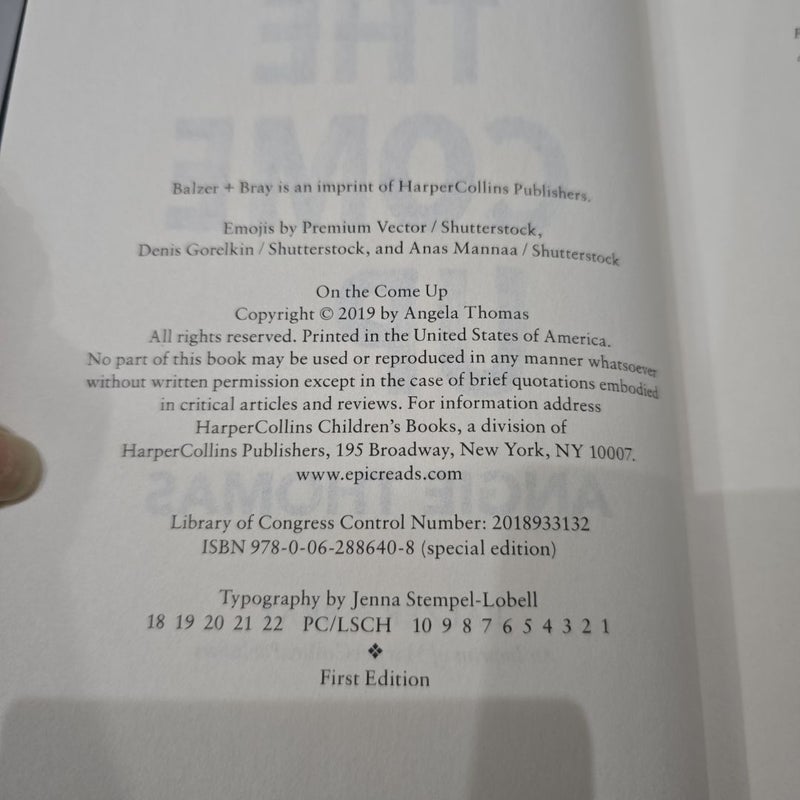 Balzer + Bray is an imprint of HarperCollins Publishers.
Emojis by Premium Vector / Shutterstock,
Denis Gorelkin / Shutterstock, and Anas Mannaa / Shutterstock
On the Come Up
Copyright © 2019 by Angela Thomas
All rights reserved. Printed in the United States of America.
No part of this book may be used or reproduced in any manner whatsoever
without written permission except in the case of brief quotations embodied
in critical articles and reviews. For information address
HarperCollins Children's Books, a division of
HarperCollins Publishers, 195 Broadway, New York, NY 10007.
www.epicreads.com
Library of Congress Control Number: 2018933132
ISBN 978-0-06-288640-8 (special edition)
Typography by Jenna Stempel-Lobell
18 19 20 21 22 PC/LSCH 10 9 8 7 6 5 4 3 2 1
❖
First Edition